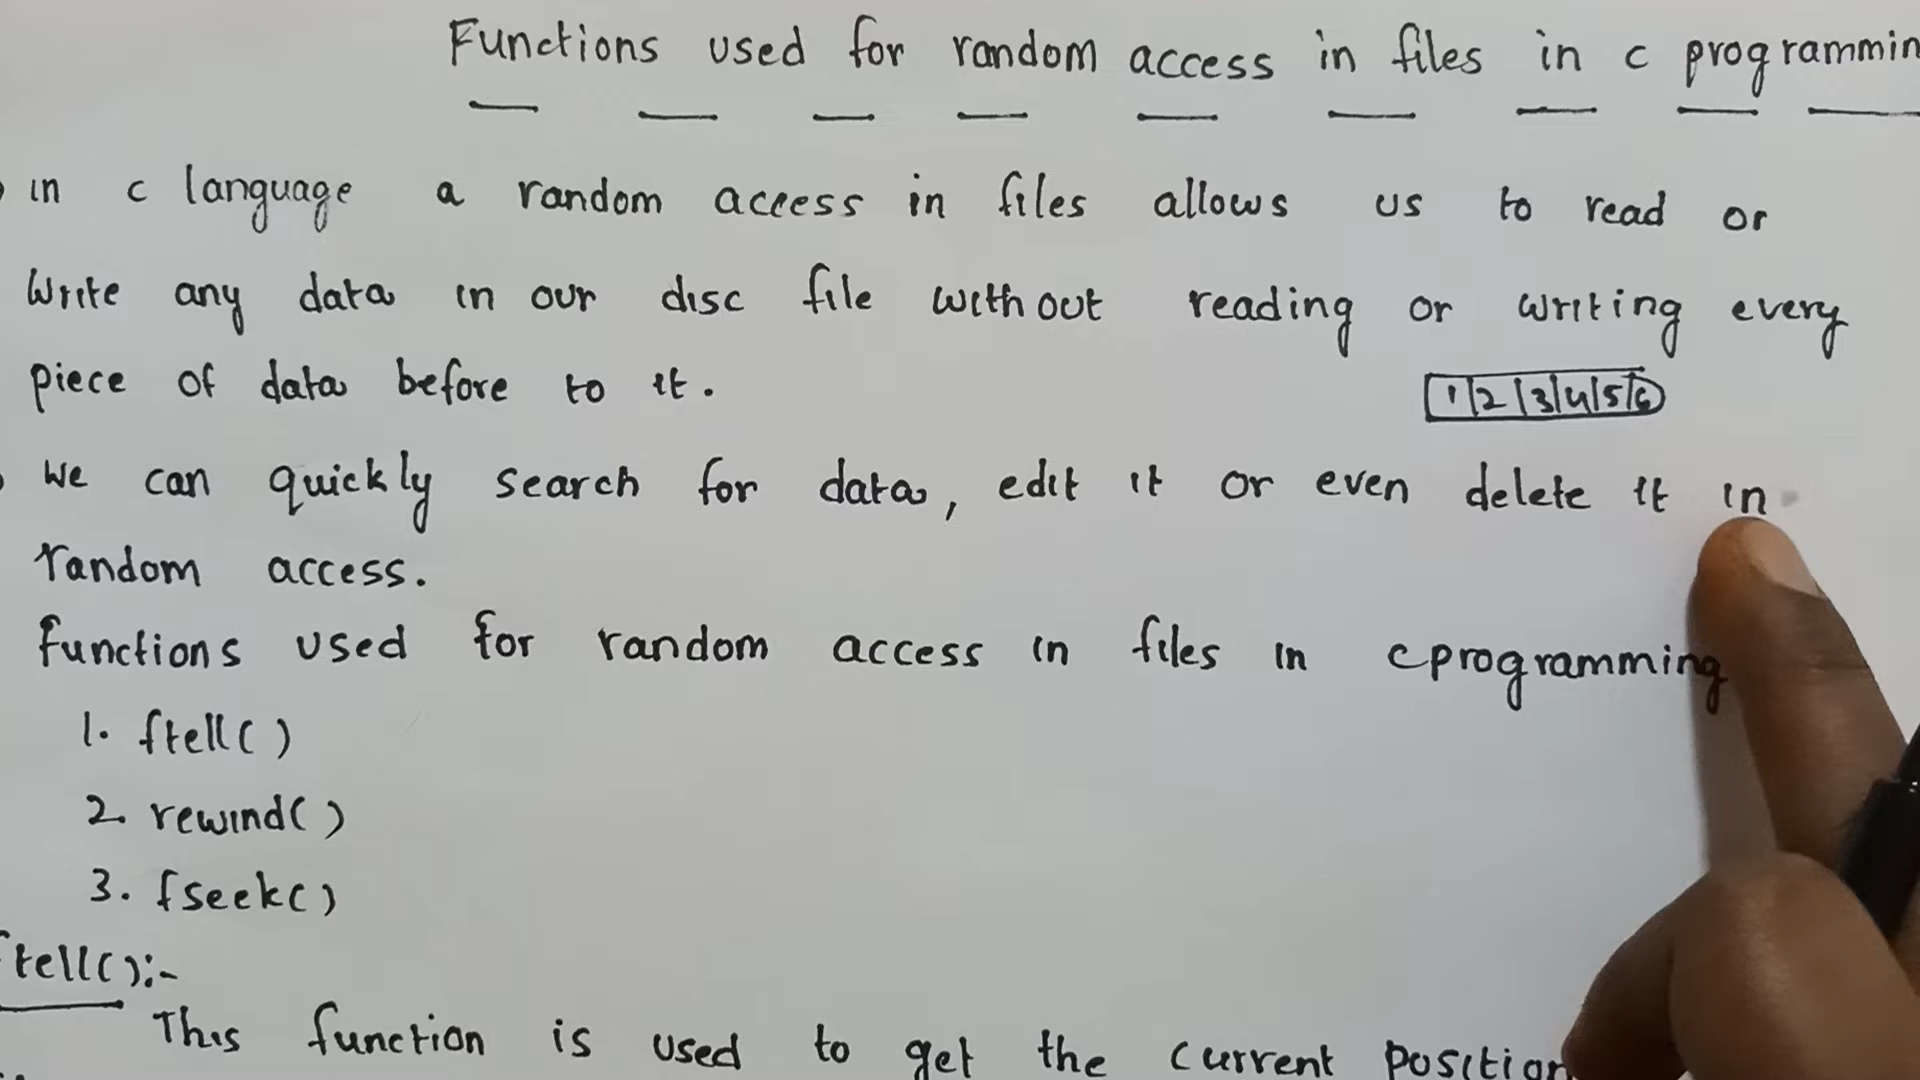 Functions used for random access in files in c programmin
in c language a random access in files allows us to read or
Write any data in our disc file without reading or writing every
piece of data before to it.
1|2|3|4|5|6
We can quickly search for data, edit it or even delete it in
random access.
Functions used for random access in files in cprogramming
1. ftell()
2. rewind()
3. fseek()
ftell():-
This function is used to get the current position